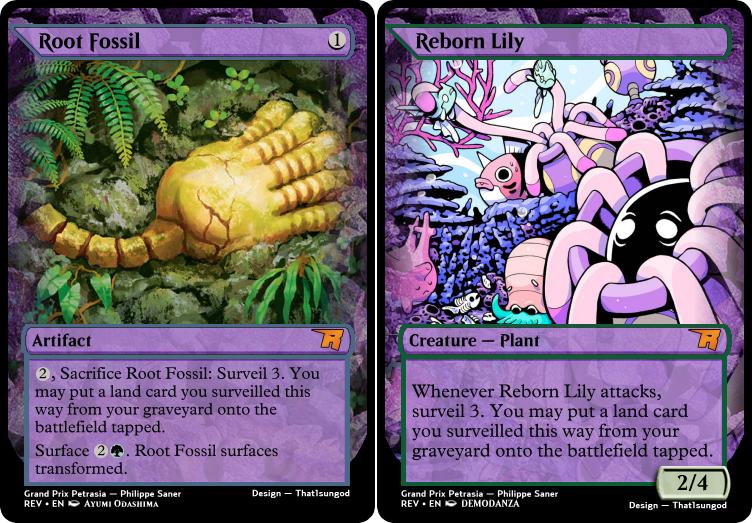 Root Fossil
1
Artifact
2, Sacrifice Root Fossil: Surveil 3. You
may put a land card you surveilled this
way from your graveyard onto the
battlefield tapped.
Surface 2. Root Fossil surfaces
transformed.
Grand Prix Petrasia — Philippe Saner
Design — That1sungod
REV • EN Ayumi Odashima
Reborn Lily
Creature — Plant
Whenever Reborn Lily attacks,
surveil 3. You may put a land card
you surveilled this way from your
graveyard onto the battlefield tapped.
2/4
Grand Prix Petrasia — Philippe Saner
REV • EN DEMODANZA
Design — That1sungod